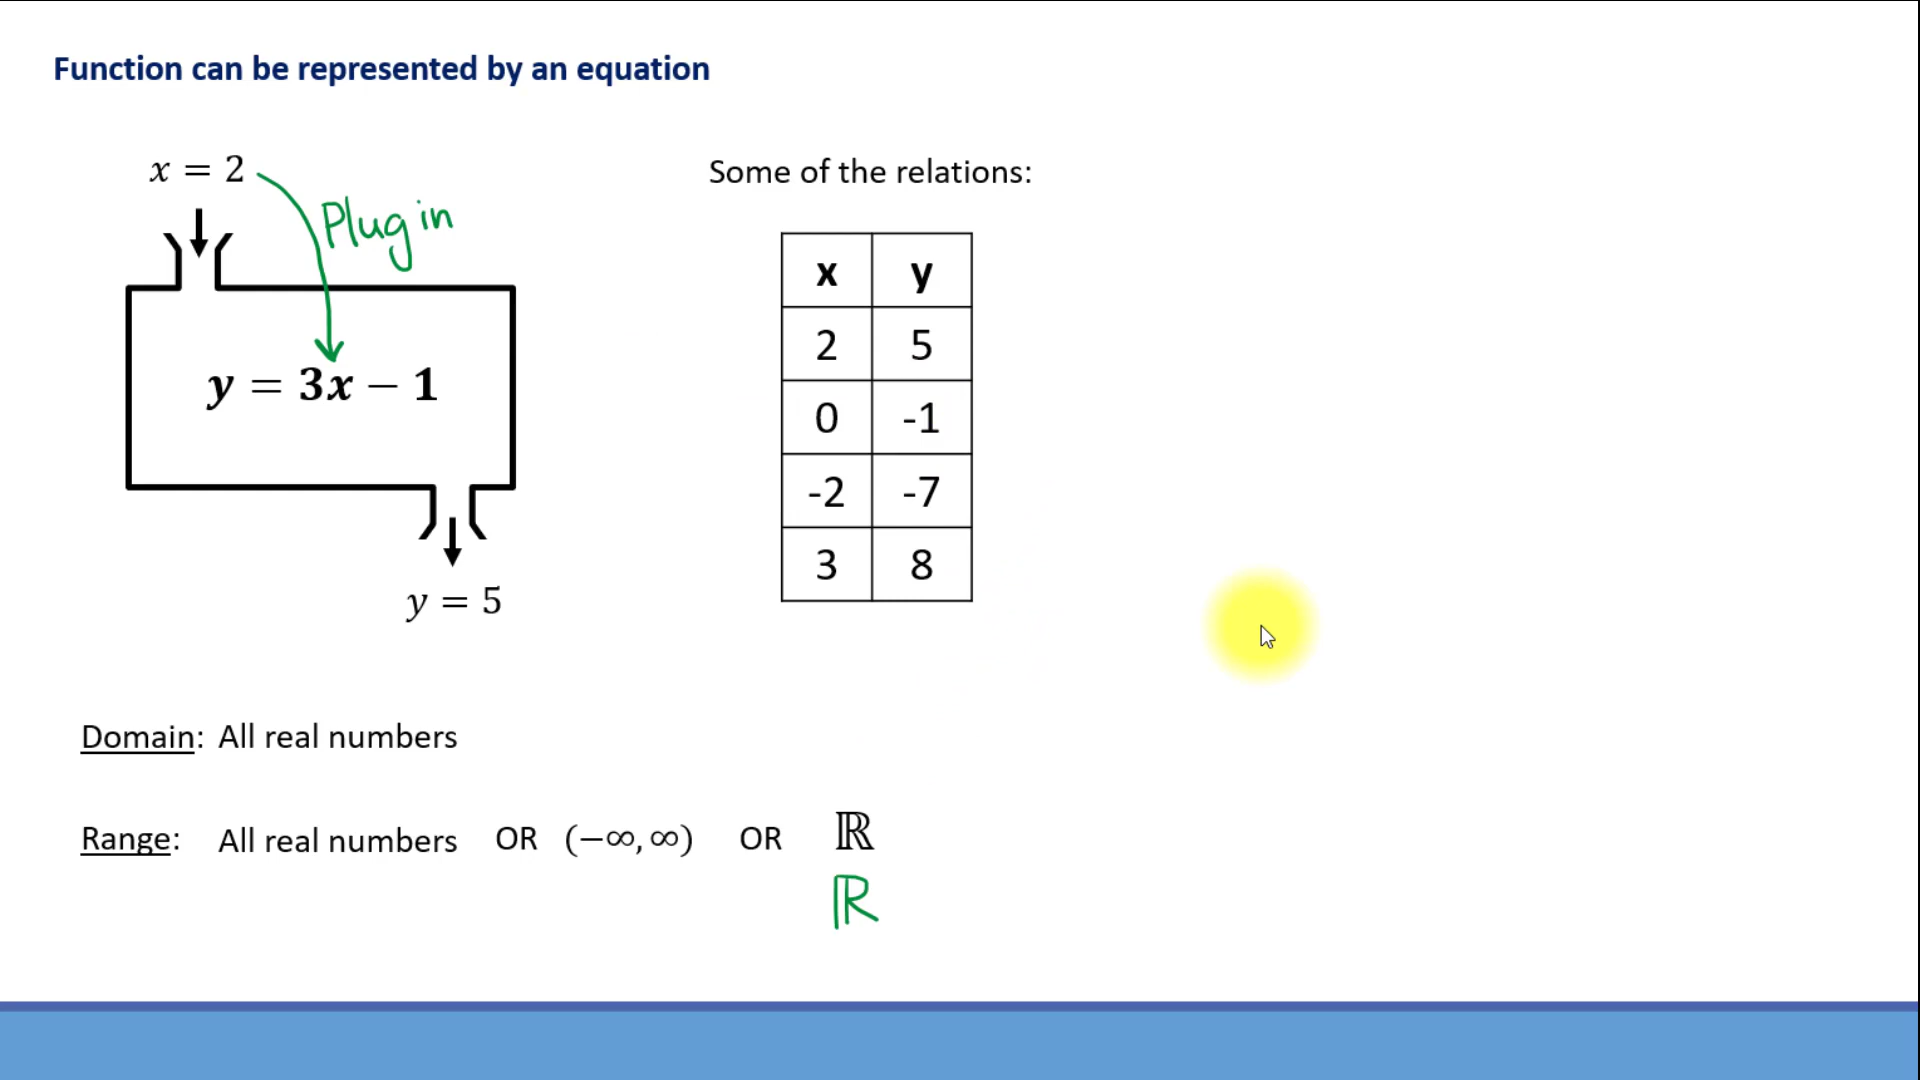 Function can be represented by an equation
x = 2
Plug in
y = 3x − 1
y = 5
Some of the relations:
x y
2 5
0 -1
-2 -7
3 8
Domain: All real numbers
Range: All real numbers OR (−∞, ∞) OR ℝ
ℝ